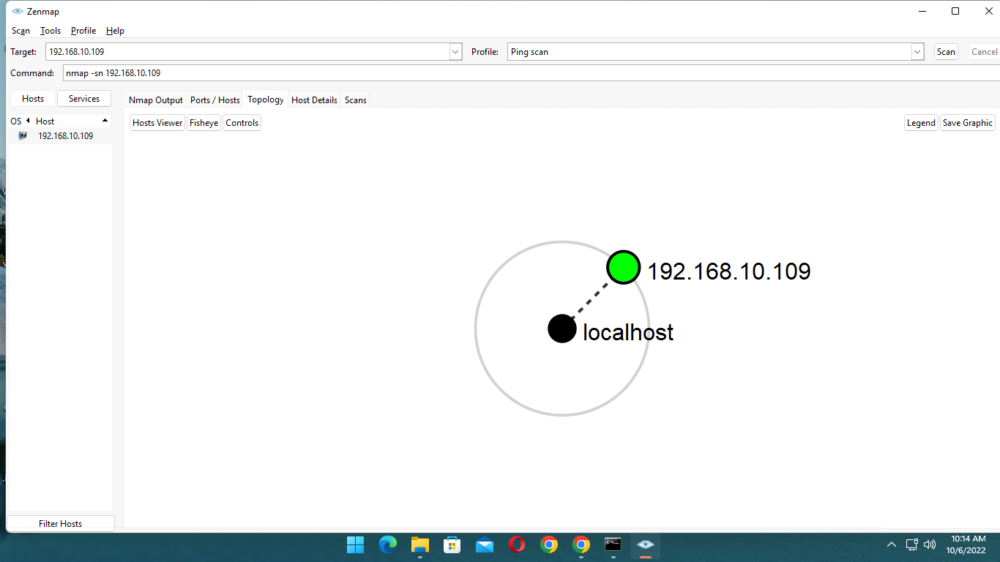 Zenmap
Scan Tools Profile Help
Target: 192.168.10.109 Profile: Ping scan Scan Cancel
Command: nmap -sn 192.168.10.109
Hosts Services Nmap Output Ports / Hosts Topology Host Details Scans
OS Host
Hosts Viewer Fisheye Controls Legend Save Graphic
192.168.10.109
192.168.10.109
localhost
Filter Hosts
10:14 AM
10/6/2022